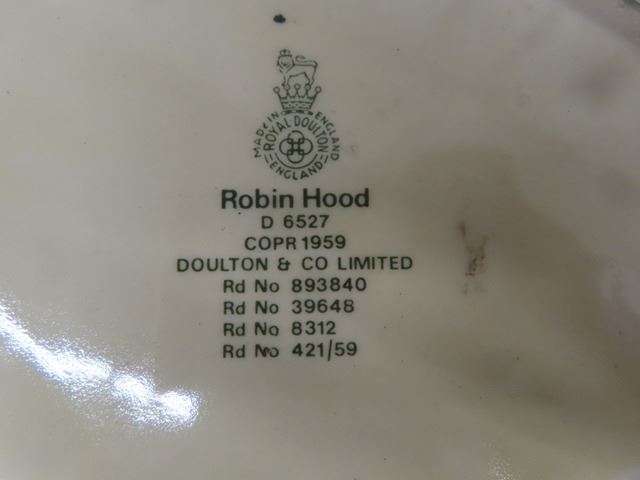 MADE IN ENGLAND
ROYAL DOULTON
ENGLAND
Robin Hood
D 6527
COPR 1959
DOULTON & CO LIMITED
Rd No 893840
Rd No 39648
Rd No 8312
Rd No 421/59